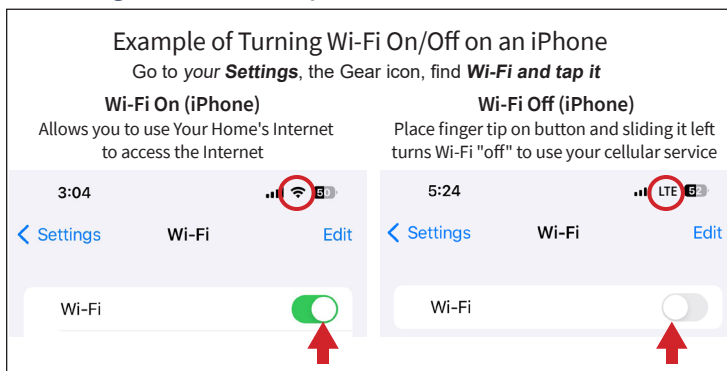 Example of Turning Wi-Fi On/Off on an iPhone
Go to your Settings, the Gear icon, find Wi-Fi and tap it
Wi-Fi On (iPhone)
Allows you to use Your Home's Internet
to access the Internet
3:04
50
Settings
Wi-Fi
Edit
Wi-Fi
Wi-Fi Off (iPhone)
Place finger tip on button and sliding it left
turns Wi-Fi "off" to use your cellular service
5:24
LTE 52
Settings
Wi-Fi
Edit
Wi-Fi